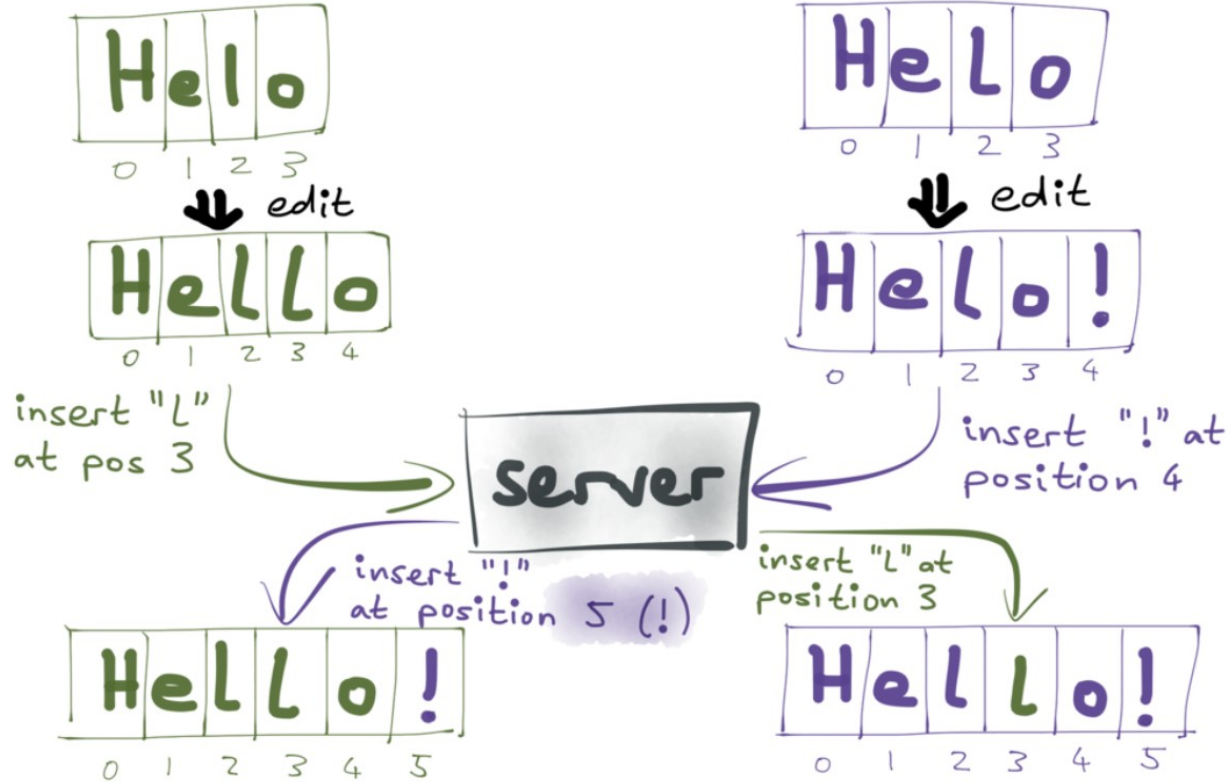 Helo
0 1 2 3
edit
Hello
0 1 2 3 4
insert "l"
at pos 3
Helo
0 1 2 3
edit
Helo!
0 1 2 3 4
insert "!" at
position 4
server
insert "!"
at position 5 (!)
insert "l" at
position 3
Hello!
0 1 2 3 4 5
Hello!
0 1 2 3 4 5